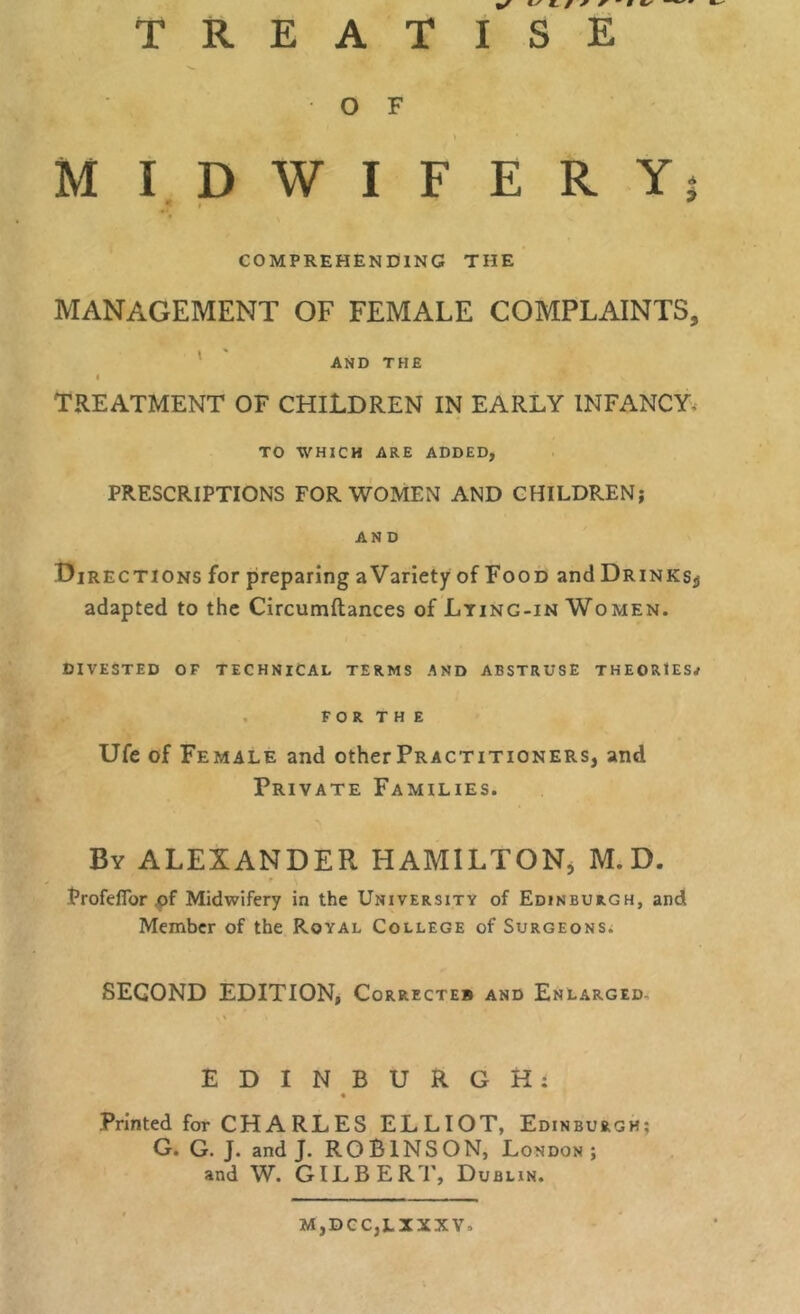 TREATISE
OF
MIDWIFERY;
COMPREHENDING THE
MANAGEMENT OF FEMALE COMPLAINTS,
AND THE
TREATMENT OF CHILDREN IN EARLY INFANCY.
TO WHICH ARE ADDED,
PRESCRIPTIONS FOR WOMEN AND CHILDREN;
AND
DIRECTIONS for preparing a Variety of FOOD and DRINKS,
adapted to the Circumſtances of LYING-IN WOMEN.
DIVESTED OF TECHNICAL TERMS AND ABSTRUSE THEORIES,
FOR THE
Uſe of FEMALE and other PRACTITIONERS, and
PRIVATE FAMILIES.
BY ALEXANDER HAMILTON, M.D.
Profeſſor of Midwifery in the UNIVERSITY of EDINBURGH, and
Member of the ROYAL COLLEGE of SURGEONS.
SECOND EDITION, CORRECTED AND ENLARGED.
EDINBURGH:
Printed for CHARLES ELLIOT, EDINBURGH;
G. G. J. and J. ROBINSON, LONDON;
and W. GILBERT, DUBLIN.
M,DCC,LXXXV.